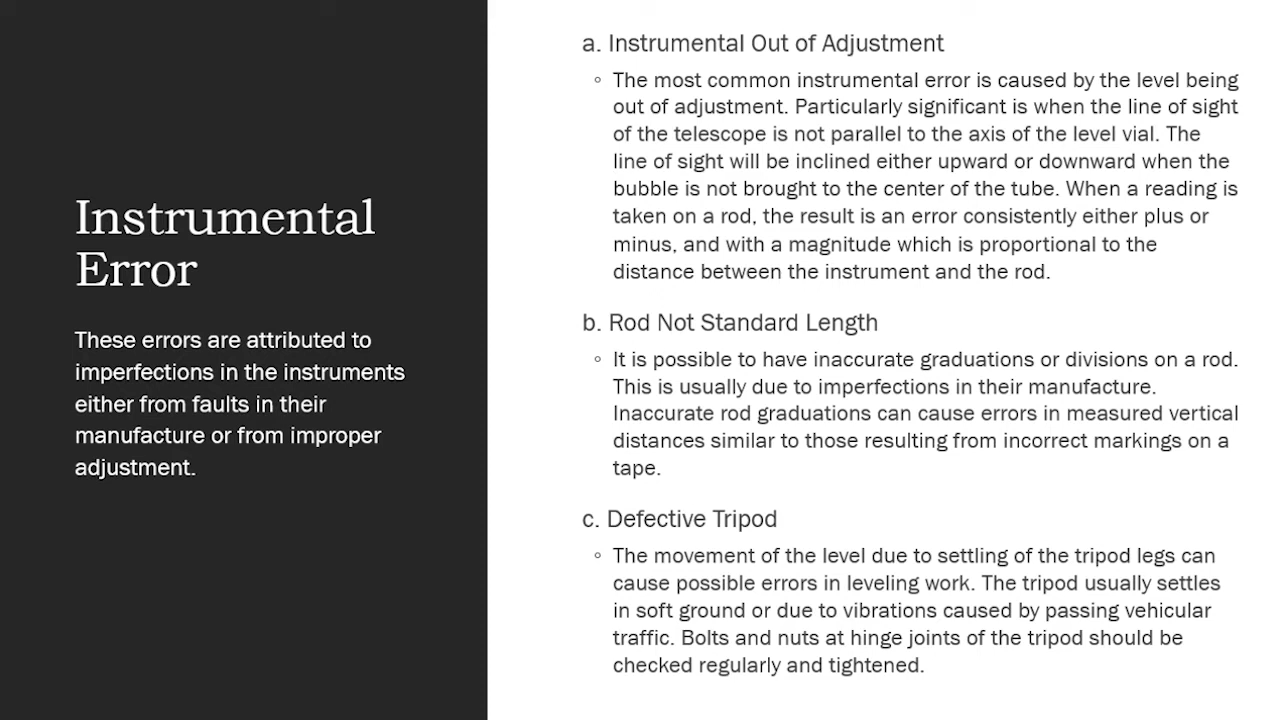 Instrumental
Error
These errors are attributed to
imperfections in the instruments
either from faults in their
manufacture or from improper
adjustment.
a. Instrumental Out of Adjustment
◦ The most common instrumental error is caused by the level being
out of adjustment. Particularly significant is when the line of sight
of the telescope is not parallel to the axis of the level vial. The
line of sight will be inclined either upward or downward when the
bubble is not brought to the center of the tube. When a reading is
taken on a rod, the result is an error consistently either plus or
minus, and with a magnitude which is proportional to the
distance between the instrument and the rod.
b. Rod Not Standard Length
◦ It is possible to have inaccurate graduations or divisions on a rod.
This is usually due to imperfections in their manufacture.
Inaccurate rod graduations can cause errors in measured vertical
distances similar to those resulting from incorrect markings on a
tape.
c. Defective Tripod
◦ The movement of the level due to settling of the tripod legs can
cause possible errors in leveling work. The tripod usually settles
in soft ground or due to vibrations caused by passing vehicular
traffic. Bolts and nuts at hinge joints of the tripod should be
checked regularly and tightened.